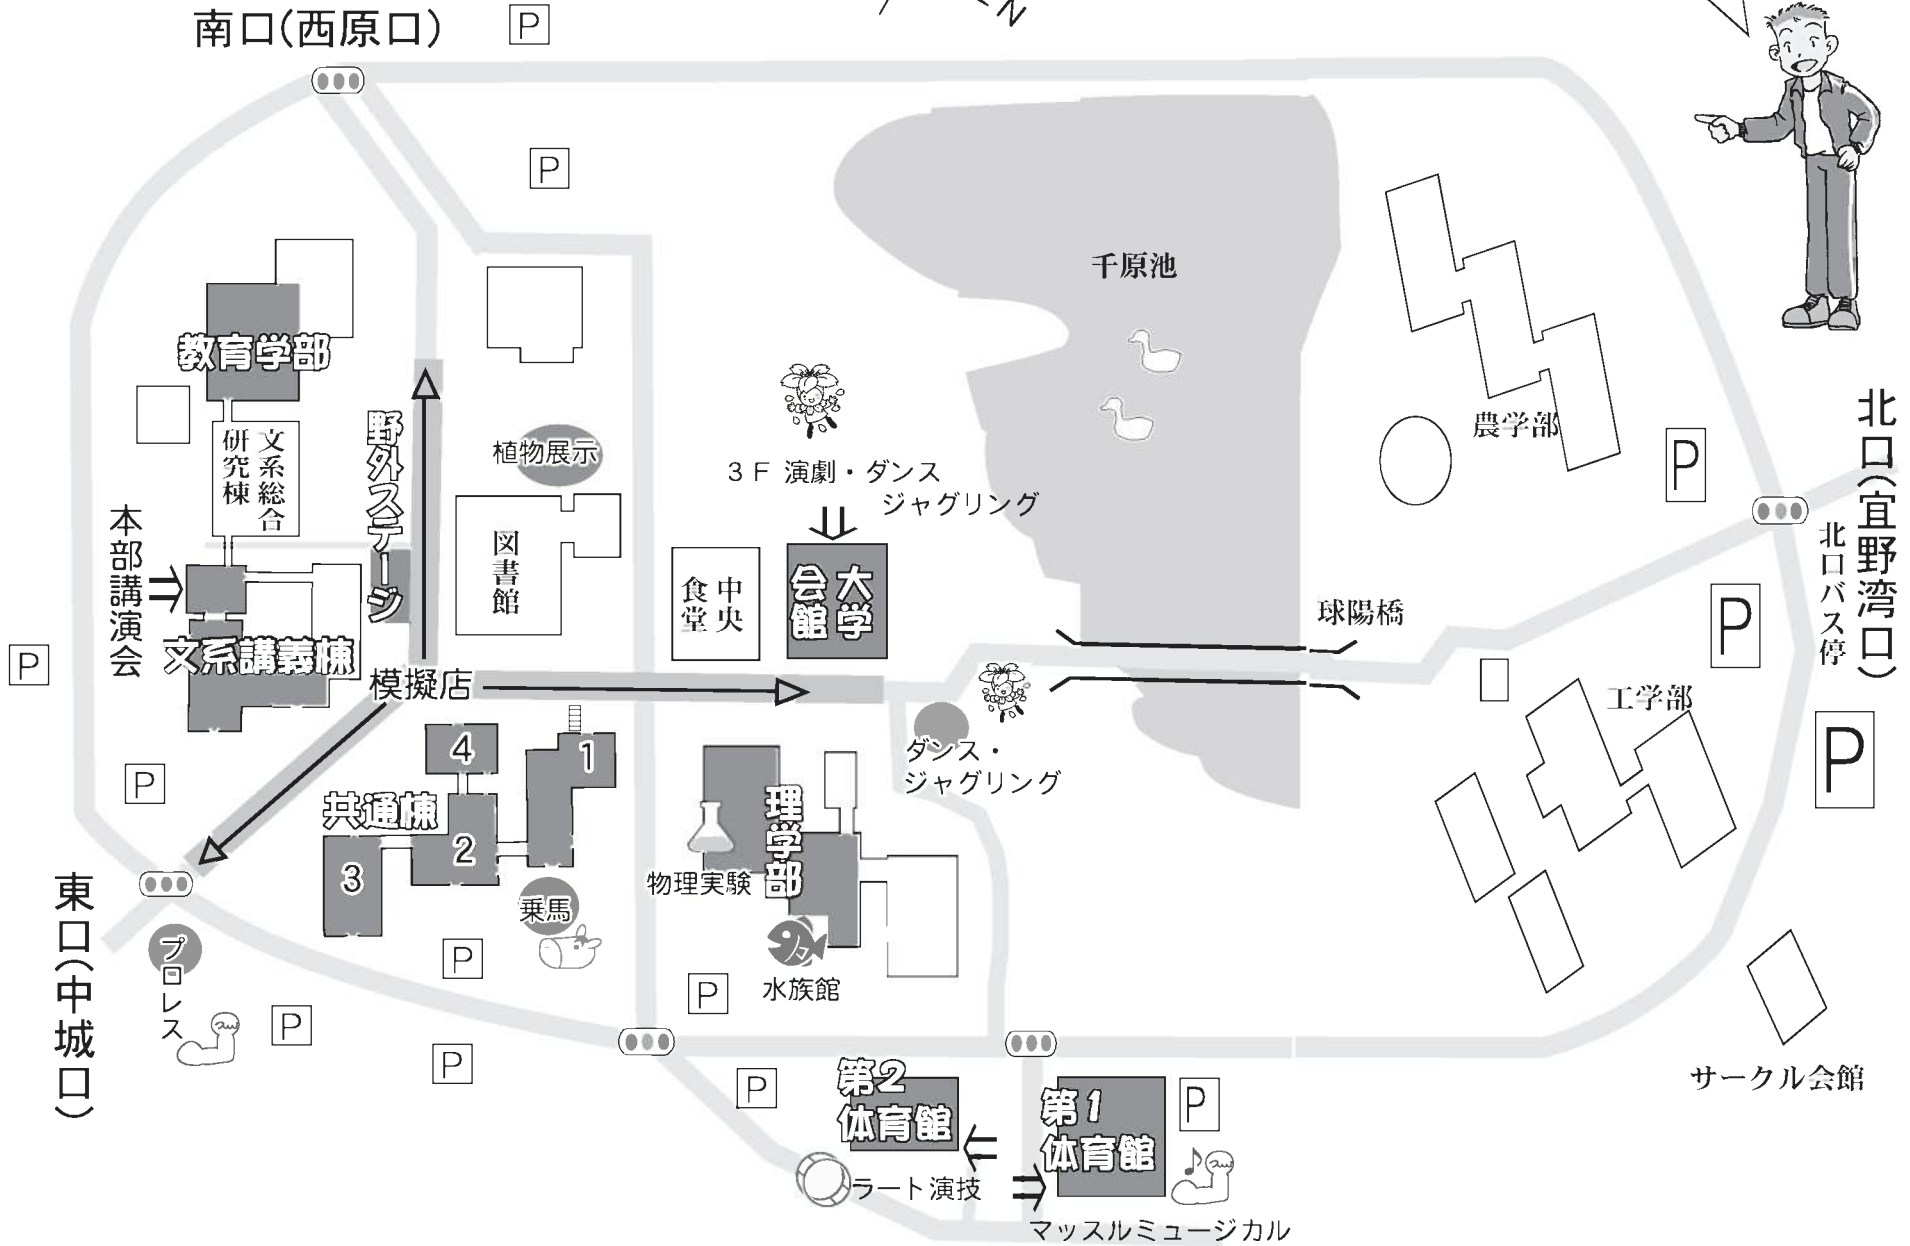 南口(西原口)
P
N
P
千原池
教育学部
文系総合
研究棟
野外ステージ
植物展示
3F 演劇・ダンス
ジャグリング
農学部
P
北口(宜野湾口)
北口バス停
本部講演会
図書館
中央
食堂
大学
会館
球陽橋
P
P
文系講義棟
模擬店
工学部
P
P
4
1
ダンス・
ジャグリング
共通棟
2
3
理学部
物理実験
乗馬
東口(中城口)
プロレス
P
P
水族館
P
P
P
第2
体育館
第1
体育館
P
サークル会館
ラート演技
マッスルミュージカル